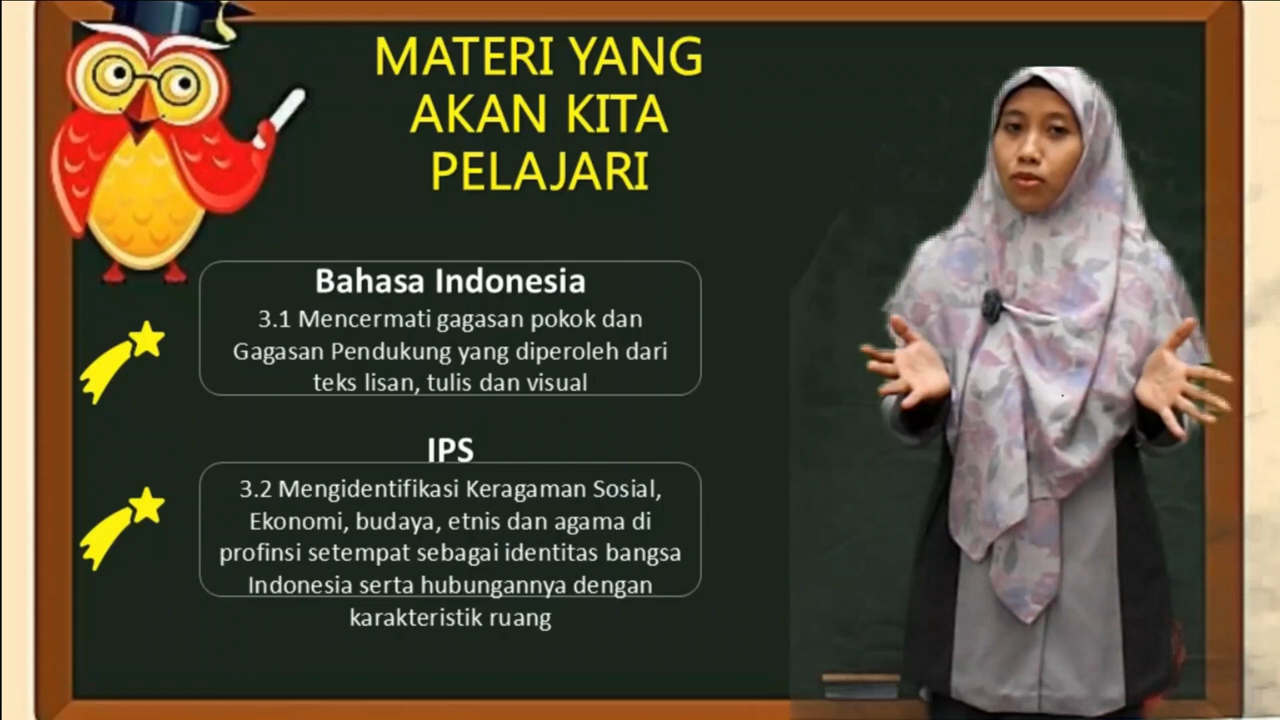 MATERI YANG
AKAN KITA
PELAJARI
Bahasa Indonesia
3.1 Mencermati gagasan pokok dan
Gagasan Pendukung yang diperoleh dari
teks lisan, tulis dan visual
IPS
3.2 Mengidentifikasi Keragaman Sosial,
Ekonomi, budaya, etnis dan agama di
profinsi setempat sebagai identitas bangsa
Indonesia serta hubungannya dengan
karakteristik ruang